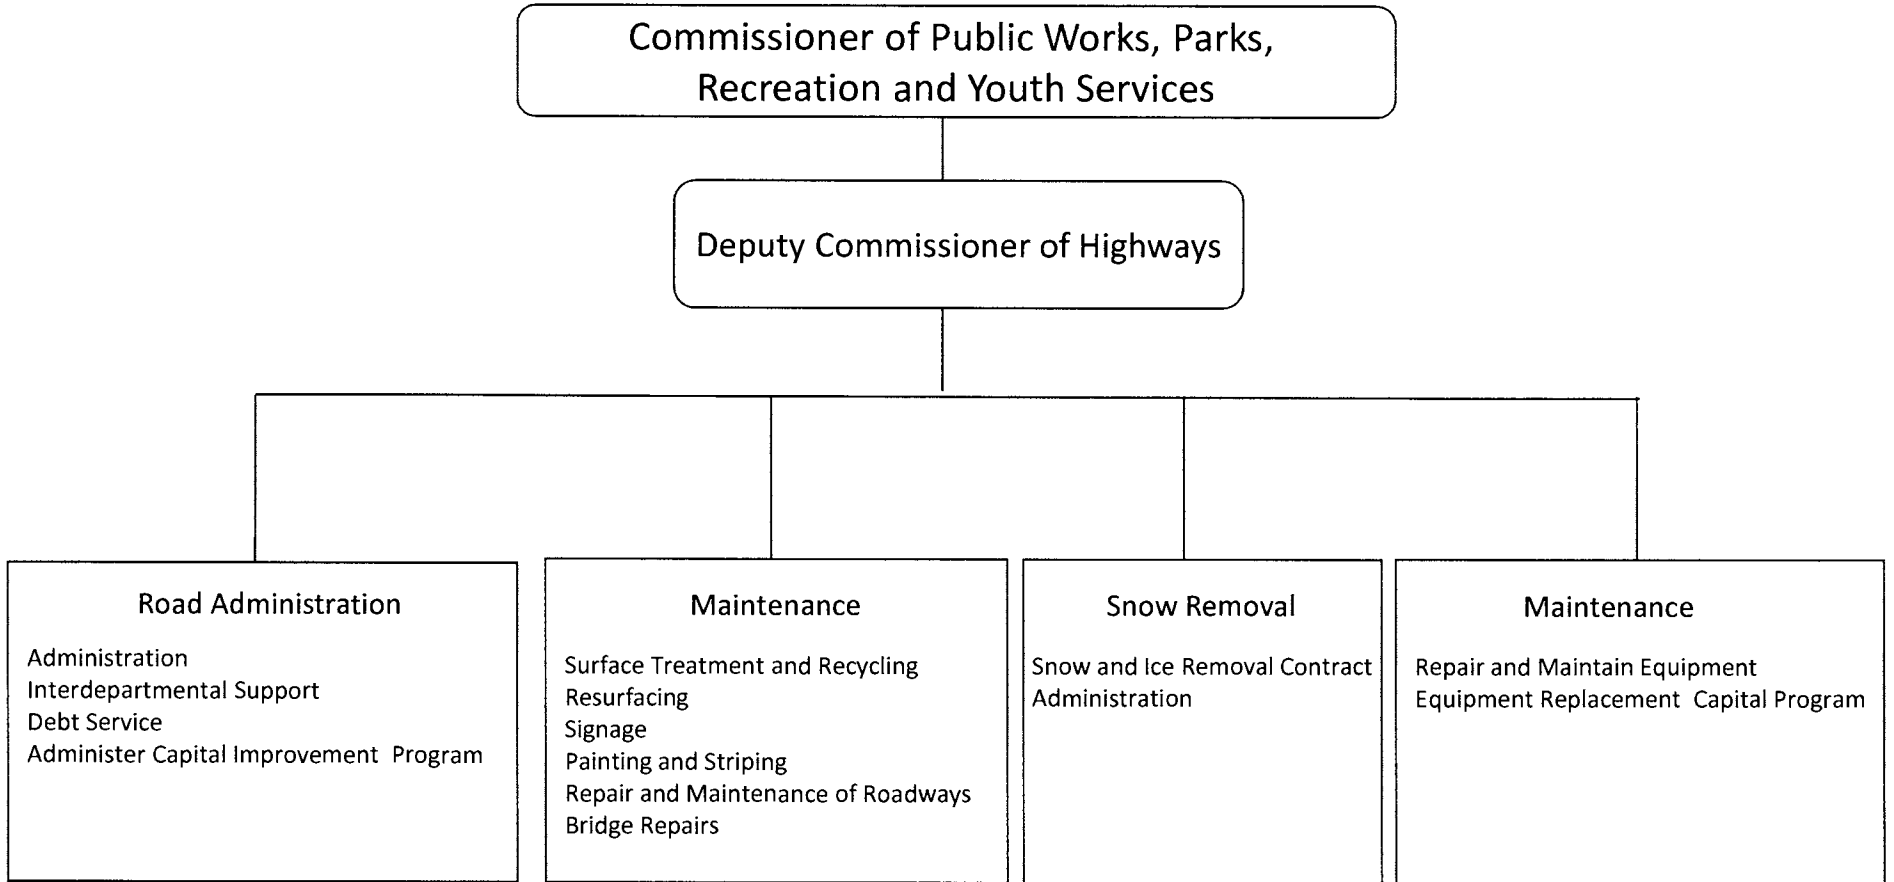 Commissioner of Public Works, Parks,
Recreation and Youth Services
Deputy Commissioner of Highways
Road Administration
Administration
Interdepartmental Support
Debt Service
Administer Capital Improvement Program
Maintenance
Surface Treatment and Recycling
Resurfacing
Signage
Painting and Striping
Repair and Maintenance of Roadways
Bridge Repairs
Snow Removal
Snow and Ice Removal Contract
Administration
Maintenance
Repair and Maintain Equipment
Equipment Replacement Capital Program